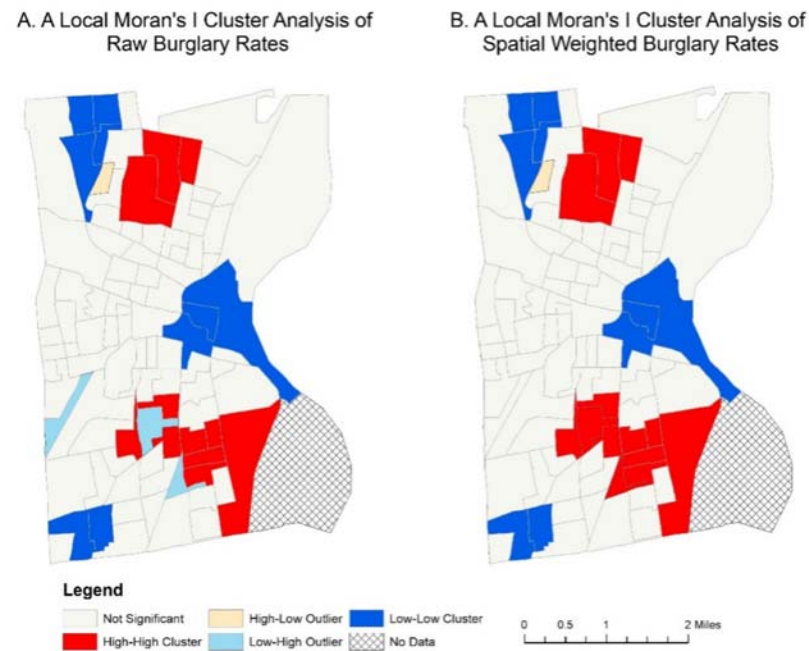 A. A Local Moran's I Cluster Analysis of
Raw Burglary Rates
B. A Local Moran's I Cluster Analysis of
Spatial Weighted Burglary Rates
Legend
Not Significant
High-Low Outlier
Low-Low Cluster
High-High Cluster
Low-High Outlier
No Data
0 0.5 1 2 Miles